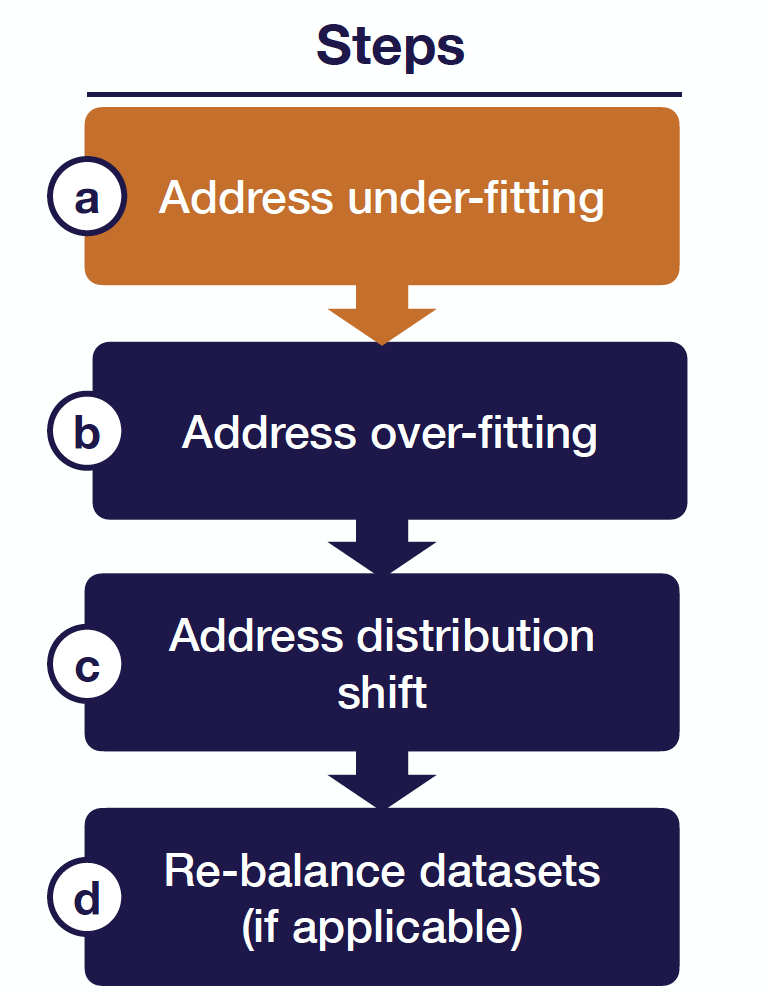 Steps
a
Address under-fitting
b
Address over-fitting
c
Address distribution
shift
d
Re-balance datasets
(if applicable)